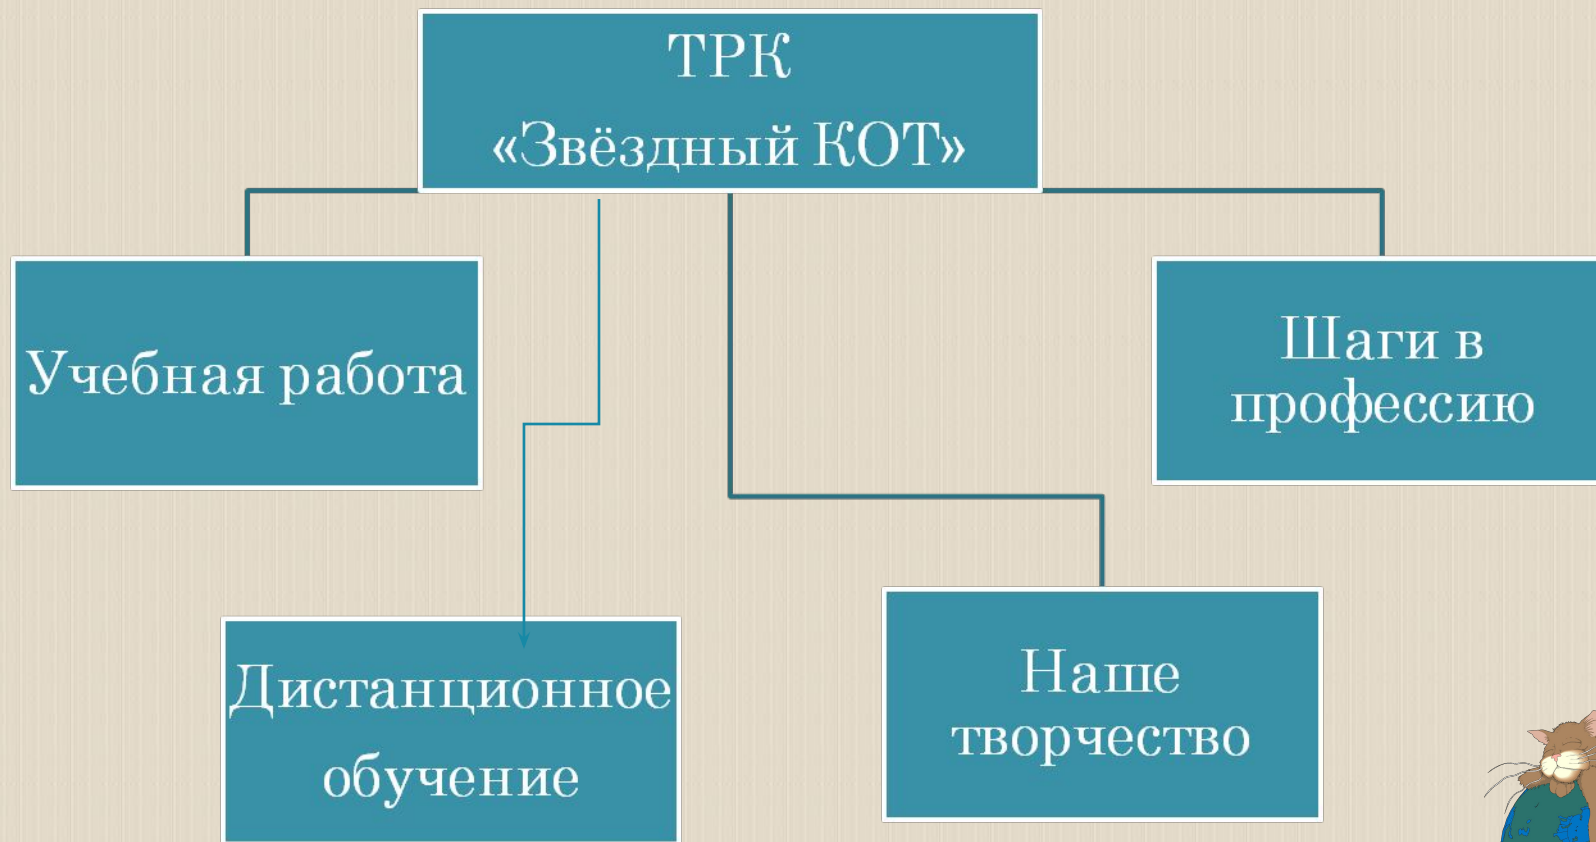 ТРК
«Звёздный КОТ»
Учебная работа
Шаги в
профессию
Дистанционное
обучение
Наше
творчество